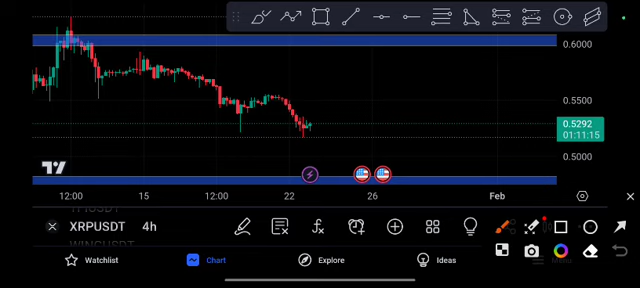 0.6000
0.5500
0.5292
01:11:15
0.5000
12:00 15 12:00 22 26 Feb
XRPUSDT 4h
Watchlist Chart Explore Ideas